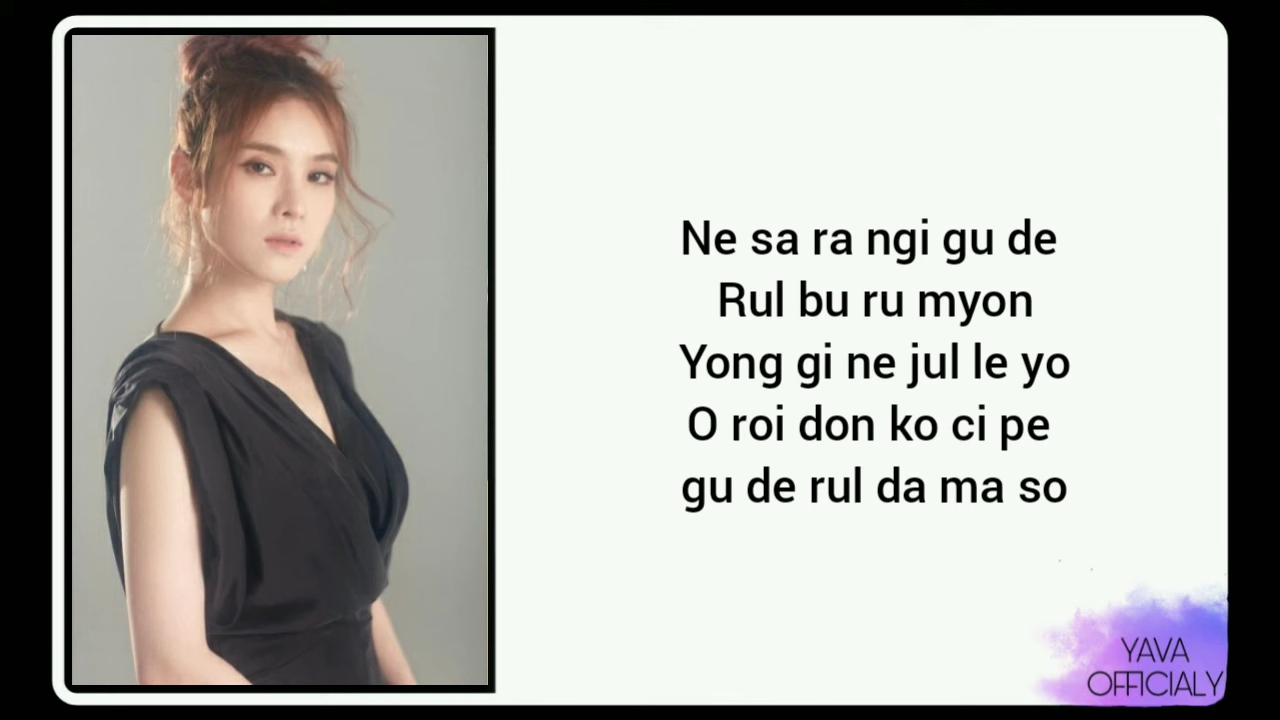 Ne sa ra ngi gu de
Rul bu ru myon
Yong gi ne jul le yo
O roi don ko ci pe
gu de rul da ma so
YAVA
OFFICIALY